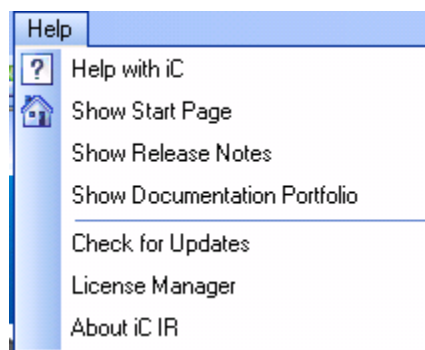 Help
? Help with iC
Show Start Page
Show Release Notes
Show Documentation Portfolio
Check for Updates
License Manager
About iC IR